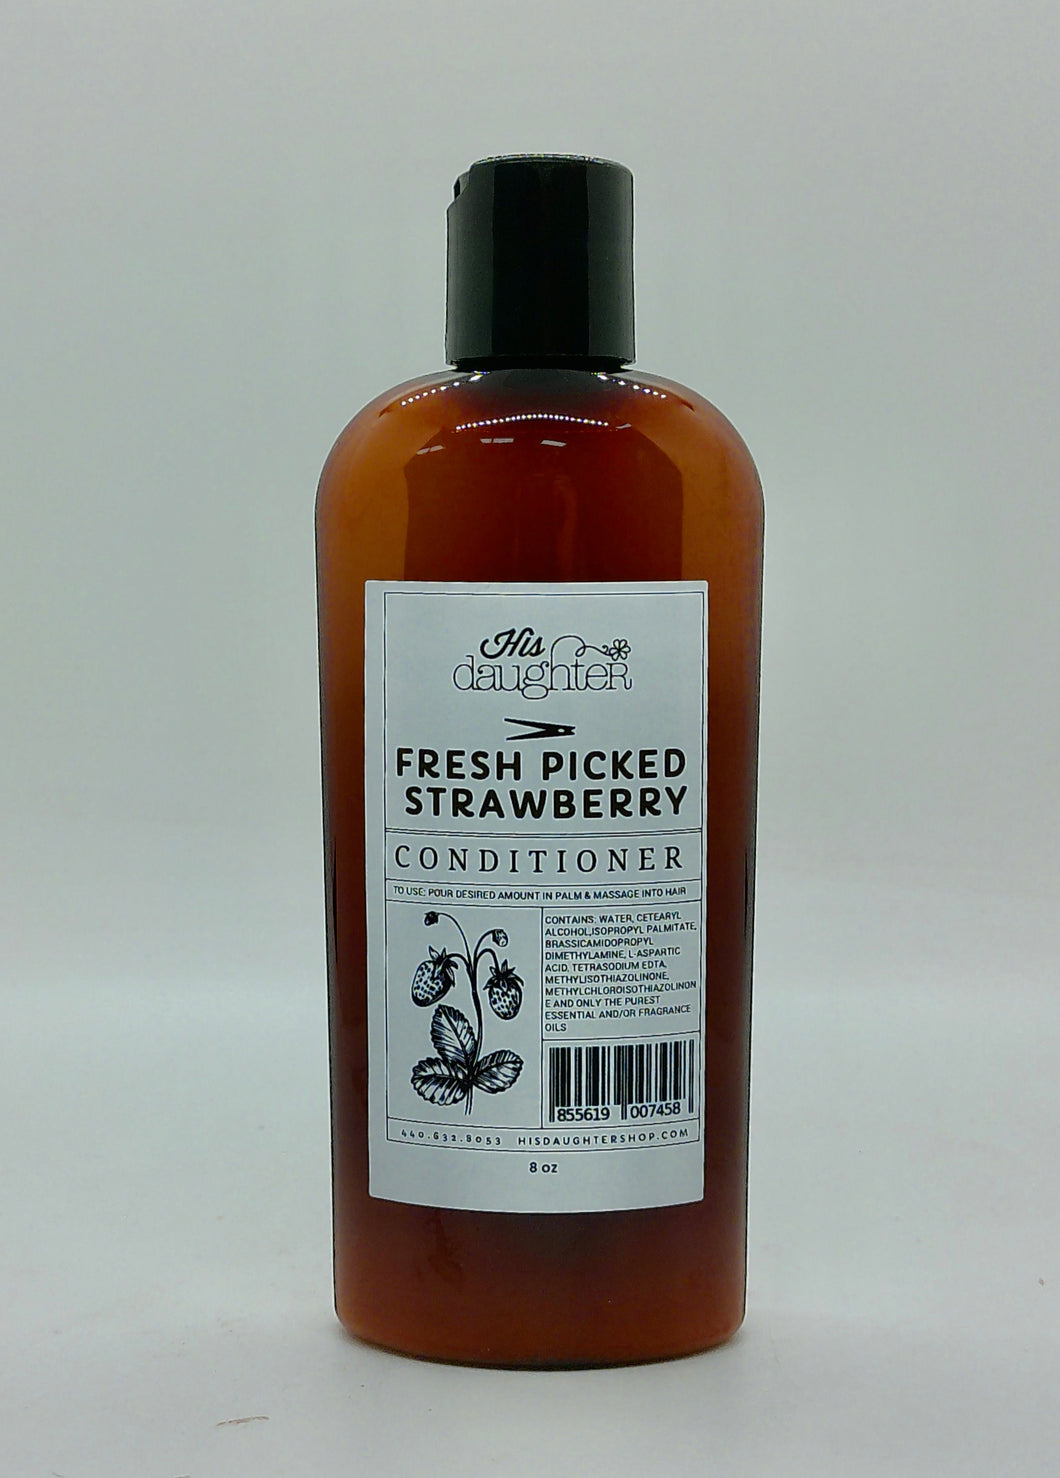 His
daughteR
FRESH PICKED
STRAWBERRY
CONDITIONER
TO USE: POUR DESIRED AMOUNT IN PALM & MASSAGE INTO HAIR
CONTAINS: WATER, CETEARYL
ALCOHOL,ISOPROPYL PALMITATE,
BRASSICAMIDOPROPYL
DIMETHYLAMINE, L-ASPARTIC
ACID, TETRASODIUM EDTA,
METHYLISOTHIAZOLINONE,
METHYLCHLOROISOTHIAZOLINON
E AND ONLY THE PUREST
ESSENTIAL AND/OR FRAGRANCE
OILS
855619 007458
440.632.8053 HISDAUGHTERSHOP.COM
8 oz